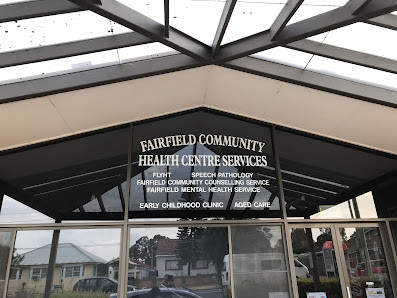 FAIRFIELD COMMUNITY
HEALTH CENTRE SERVICES
FLYHT SPEECH PATHOLOGY
FAIRFIELD COMMUNITY COUNSELLING SERVICE
FAIRFIELD MENTAL HEALTH SERVICE
EARLY CHILDHOOD CLINIC AGED CARE